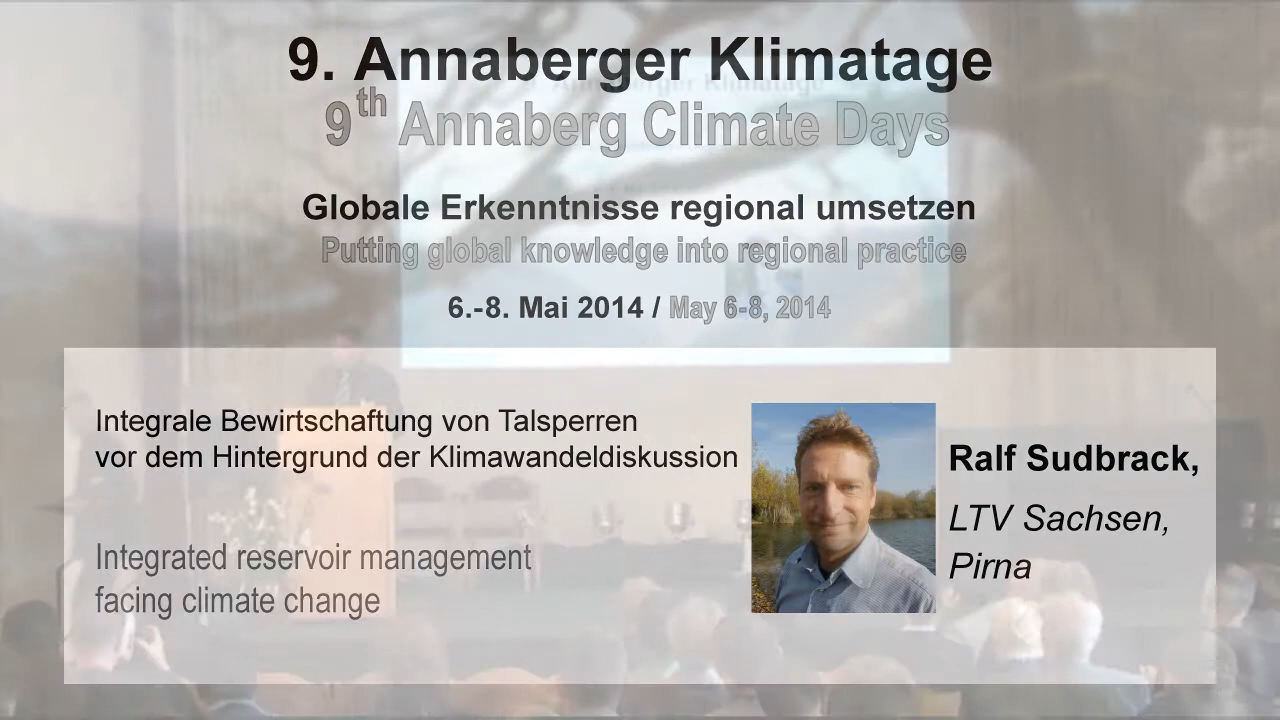 9. Annaberger Klimatage
9th Annaberg Climate Days
Globale Erkenntnisse regional umsetzen
Putting global knowledge into regional practice
6.-8. Mai 2014 / May 6-8, 2014
Integrale Bewirtschaftung von Talsperren
vor dem Hintergrund der Klimawandeldiskussion
Integrated reservoir management
facing climate change
Ralf Sudbrack,
LTV Sachsen,
Pirna